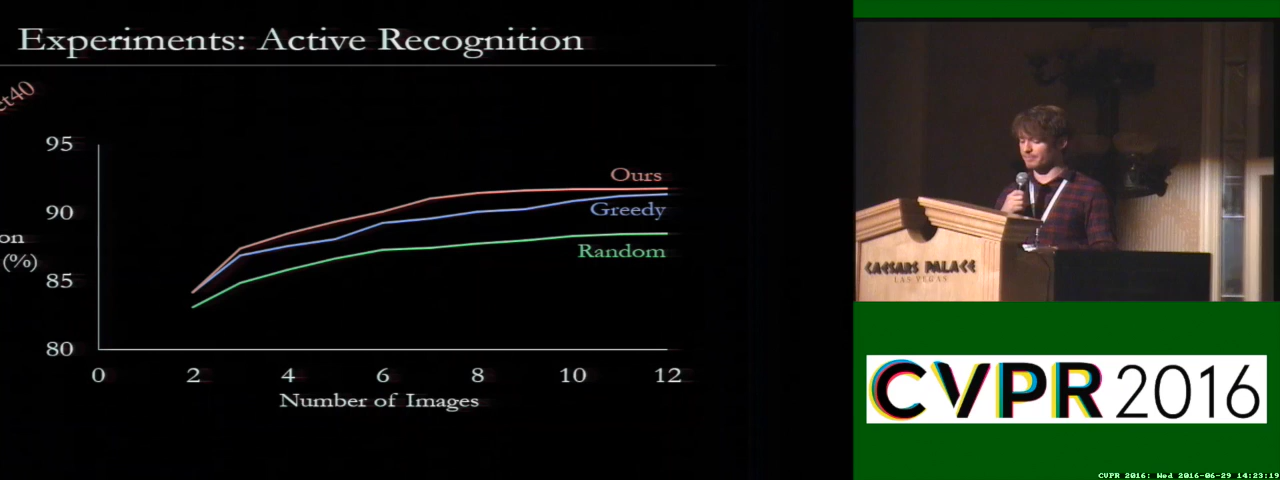 Experiments: Active Recognition
et40
95
90
85
80
on
(%)
Ours
Greedy
Random
0 2 4 6 8 10 12
Number of Images
CAESARS PALACE
LAS VEGAS
CVPR 2016
CVPR 2016: Wed 2016-06-29 14:23:19